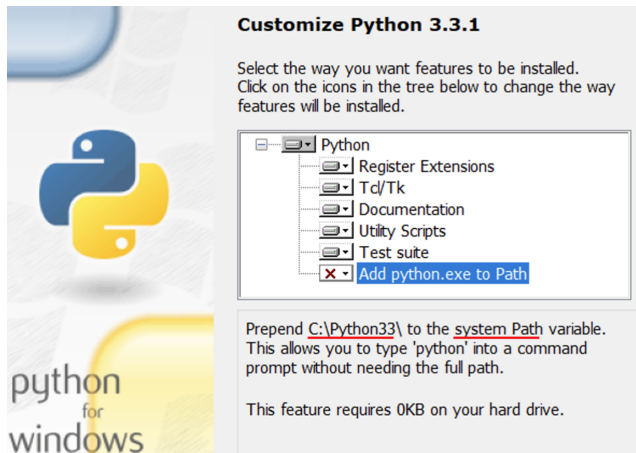 Customize Python 3.3.1
Select the way you want features to be installed.
Click on the icons in the tree below to change the way
features will be installed.
Python
Register Extensions
Tcl/Tk
Documentation
Utility Scripts
Test suite
Add python.exe to Path
Prepend C:\Python33\ to the system Path variable.
This allows you to type 'python' into a command
prompt without needing the full path.
This feature requires 0KB on your hard drive.
python
for
windows